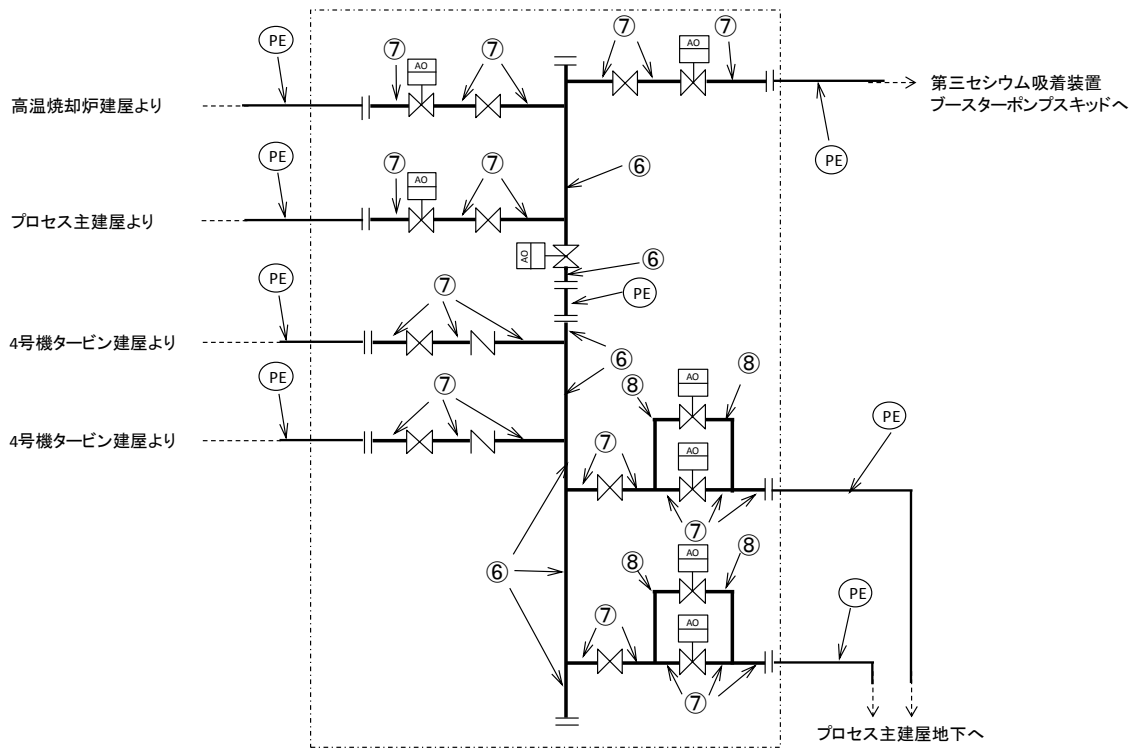 PE
⑦
AO
⑦
⑦
AO
⑦
高温焼却炉建屋より
第三セシウム吸着装置
ブースターポンプスキッドへ
PE
PE
⑦
AO
⑦
⑥
プロセス主建屋より
AO
⑥
PE
⑦
PE
4号機タービン建屋より
⑥
PE
⑦
⑧
AO
⑧
4号機タービン建屋より
PE
⑦
AO
⑦
⑥
⑧
AO
⑧
PE
⑦
AO
⑦
プロセス主建屋地下へ